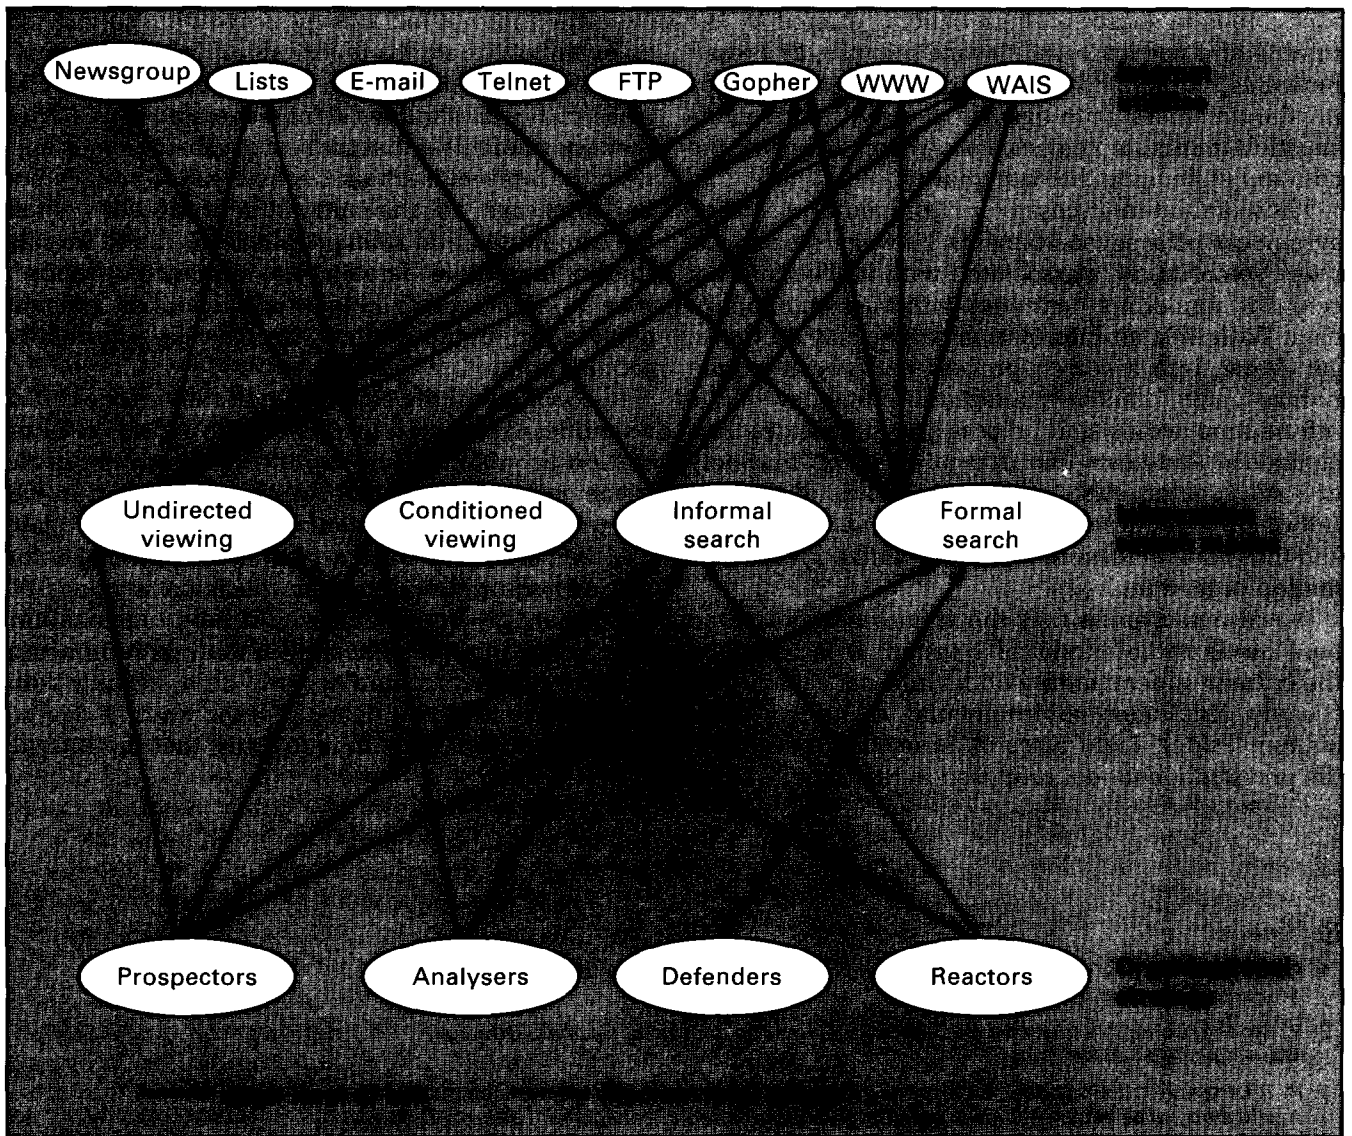 Newsgroup
Lists
E-mail
Telnet
FTP
Gopher
WWW
WAIS
Undirected
viewing
Conditioned
viewing
Informal
search
Formal
search
Prospectors
Analysers
Defenders
Reactors